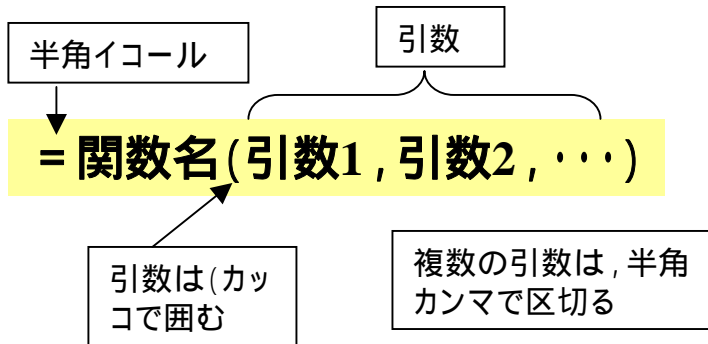 引数
半角イコール
=関数名(引数1,引数2,･･･)
引数は(カッ
コで囲む
複数の引数は,半角
カンマで区切る